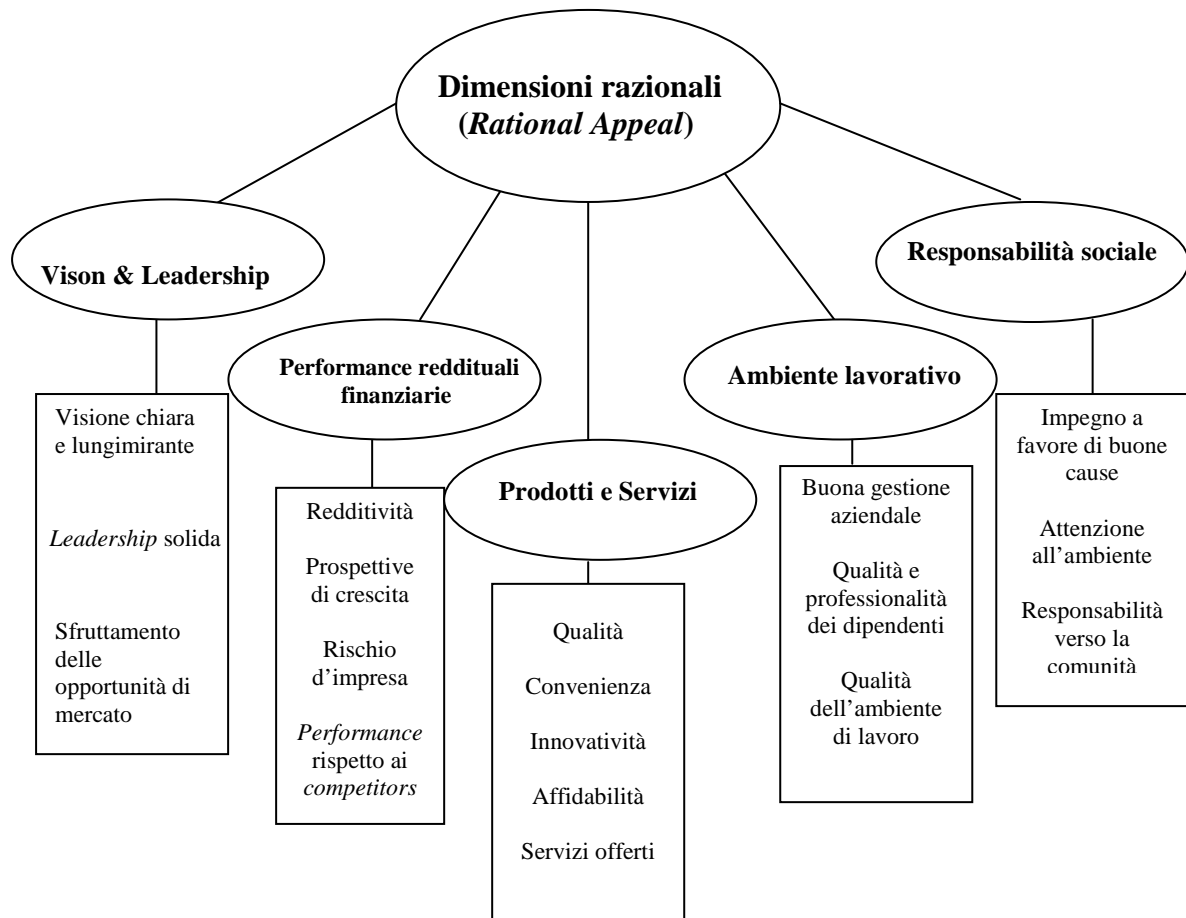 Dimensioni razionali
(Rational Appeal)
Vison & Leadership
Visione chiara
e lungimirante
Leadership solida
Sfruttamento
delle
opportunità di
mercato
Performance reddituali
finanziarie
Redditività
Prospettive
di crescita
Rischio
d’impresa
Performance
rispetto ai
competitors
Prodotti e Servizi
Qualità
Convenienza
Innovatività
Affidabilità
Servizi offerti
Ambiente lavorativo
Buona gestione
aziendale
Qualità e
professionalità
dei dipendenti
Qualità
dell’ambiente
di lavoro
Responsabilità sociale
Impegno a
favore di buone
cause
Attenzione
all’ambiente
Responsabilità
verso la
comunità